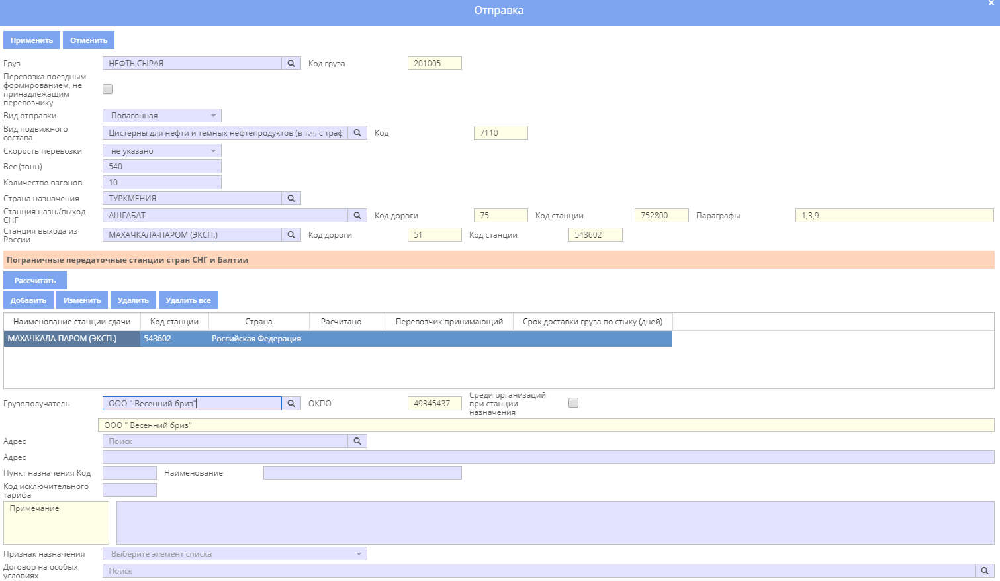 Отправка
×
Применить Отменить
Груз НЕФТЬ СЫРАЯ Код груза 201005
Перевозка поездным
формированием, не
принадлежащим
перевозчику
Вид отправки Повагонная
Вид подвижного
состава Цистерны для нефти и темных нефтепродуктов (в т.ч. с траф Код 7110
Скорость перевозки не указано
Вес (тонн) 540
Количество вагонов 10
Страна назначения ТУРКМЕНИЯ
Станция назн./выход
СНГ АШГАБАТ Код дороги 75 Код станции 752800 Параграфы 1,3,9
Станция выхода из
России МАХАЧКАЛА-ПАРОМ (ЭКСП.) Код дороги 51 Код станции 543602
Пограничные передаточные станции стран СНГ и Балтии
Рассчитать
Добавить Изменить Удалить Удалить все
Наименование станции сдачи Код станции Страна Расчитано Перевозчик принимающий Срок доставки груза по стыку (дней)
МАХАЧКАЛА-ПАРОМ (ЭКСП.) 543602 Российская Федерация
Грузополучатель ООО " Весенний бриз" ОКПО 49345437 Среди организаций
при станции
назначения
ООО " Весенний бриз"
Адрес Поиск
Адрес
Пункт назначения Код Наименование
Код исключительного
тарифа
Примечание
Признак назначения Выберите элемент списка
Договор на особых
условиях Поиск